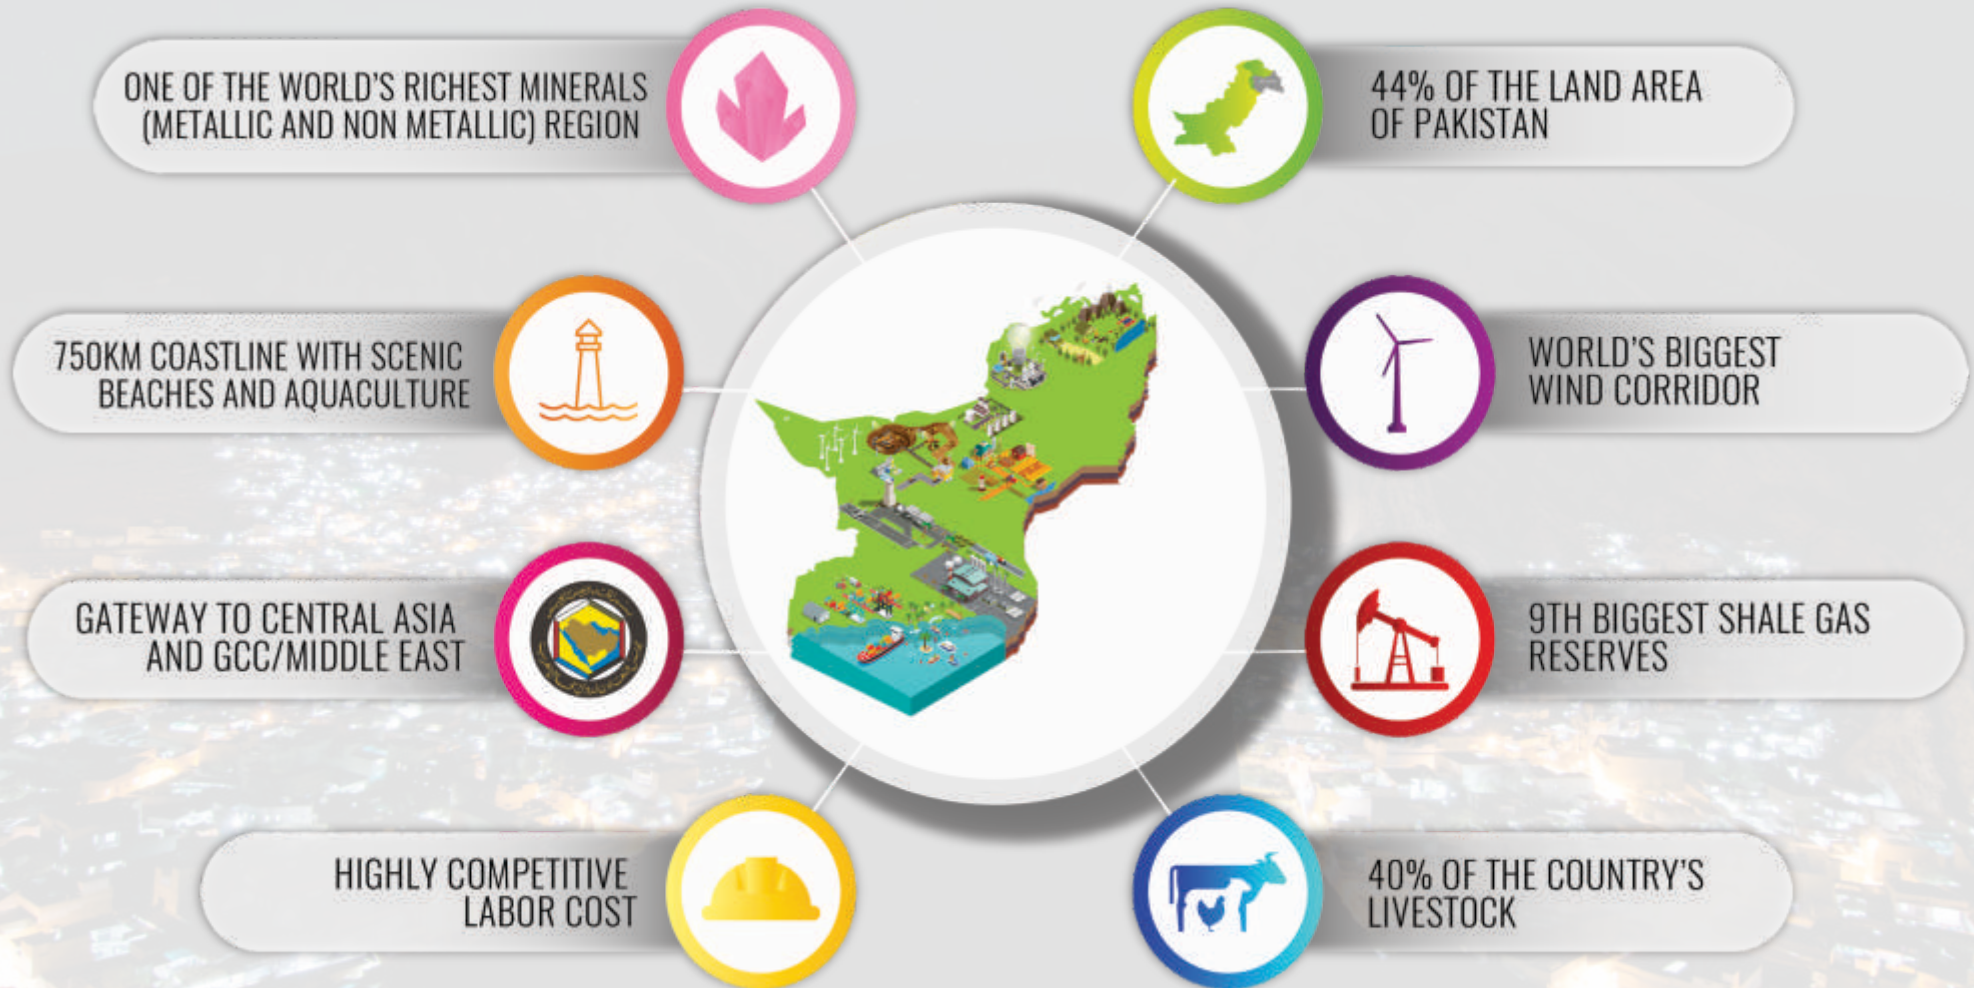 ONE OF THE WORLD'S RICHEST MINERALS
(METALLIC AND NON METALLIC) REGION
44% OF THE LAND AREA
OF PAKISTAN
750KM COASTLINE WITH SCENIC
BEACHES AND AQUACULTURE
WORLD'S BIGGEST
WIND CORRIDOR
GATEWAY TO CENTRAL ASIA
AND GCC/MIDDLE EAST
9TH BIGGEST SHALE GAS
RESERVES
HIGHLY COMPETITIVE
LABOR COST
40% OF THE COUNTRY'S
LIVESTOCK